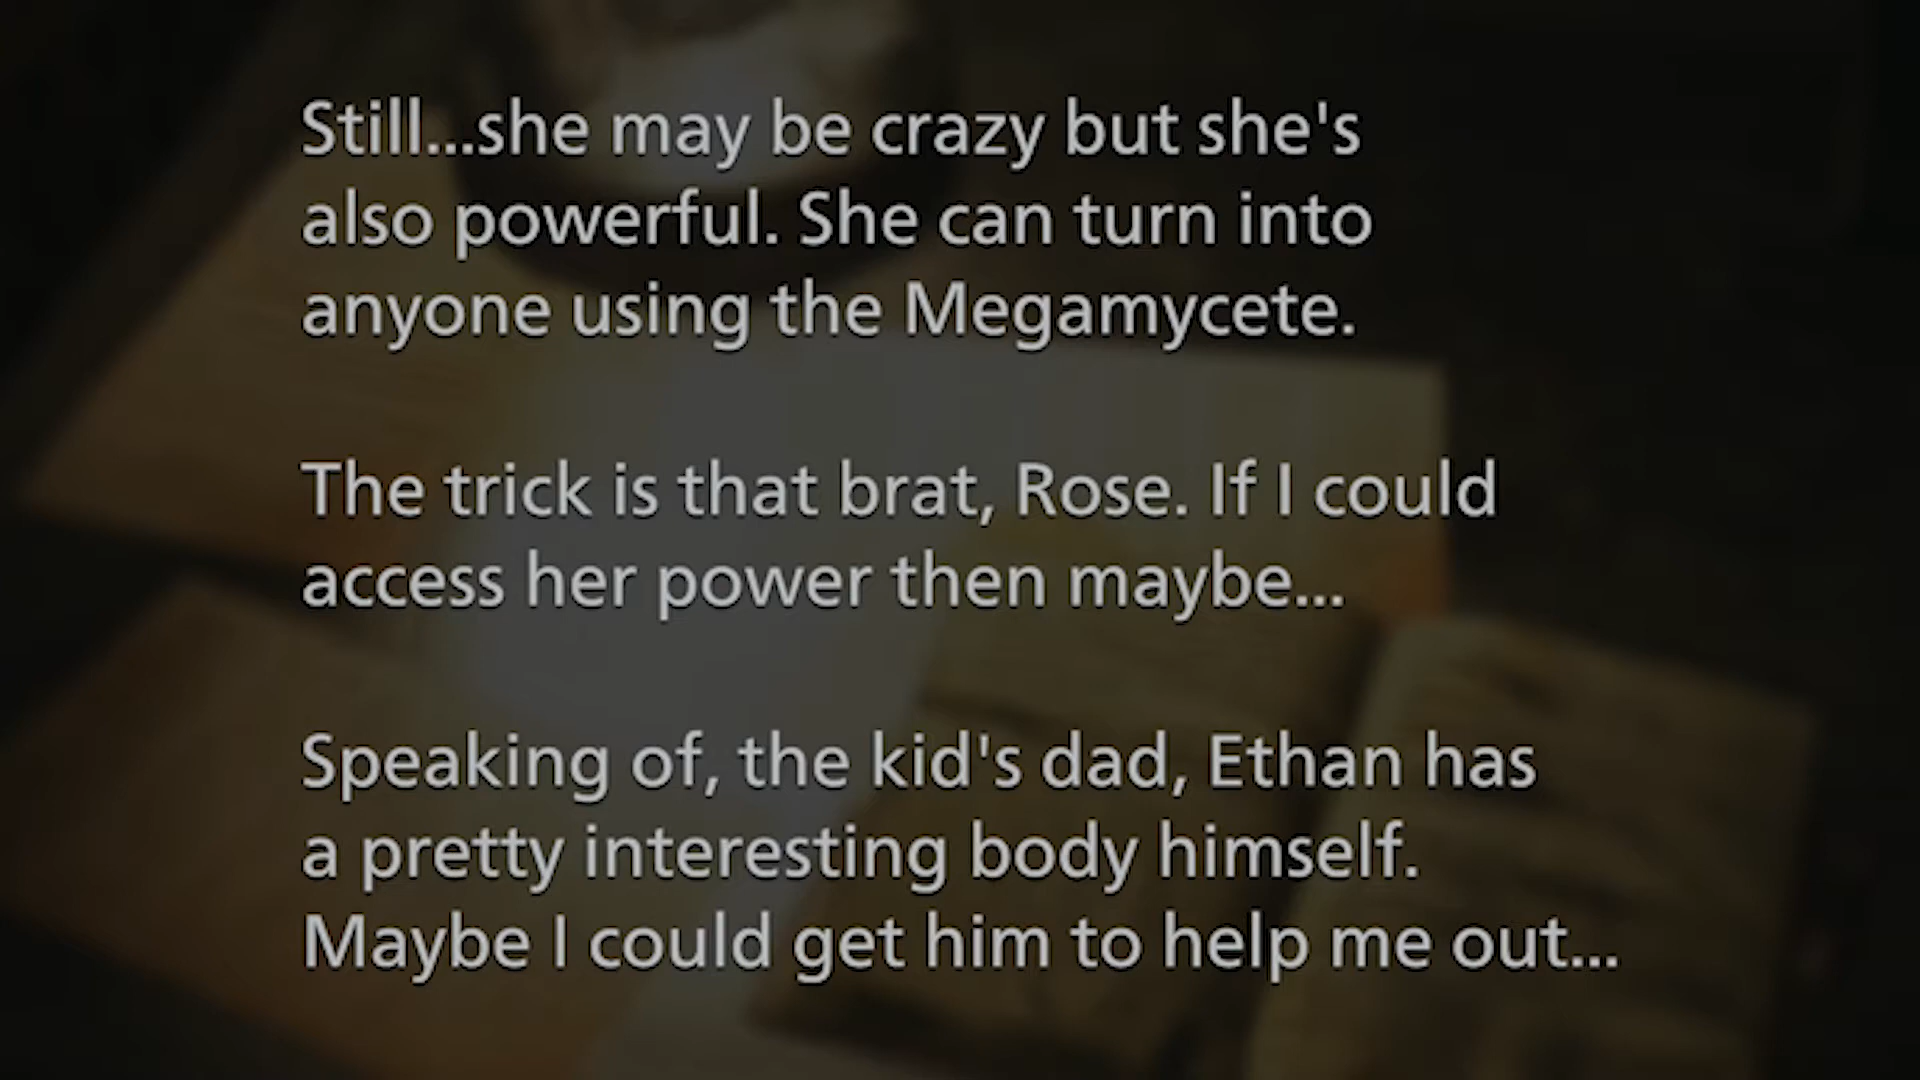 Still...she may be crazy but she's
also powerful. She can turn into
anyone using the Megamycete.
The trick is that brat, Rose. If I could
access her power then maybe...
Speaking of, the kid's dad, Ethan has
a pretty interesting body himself.
Maybe I could get him to help me out...